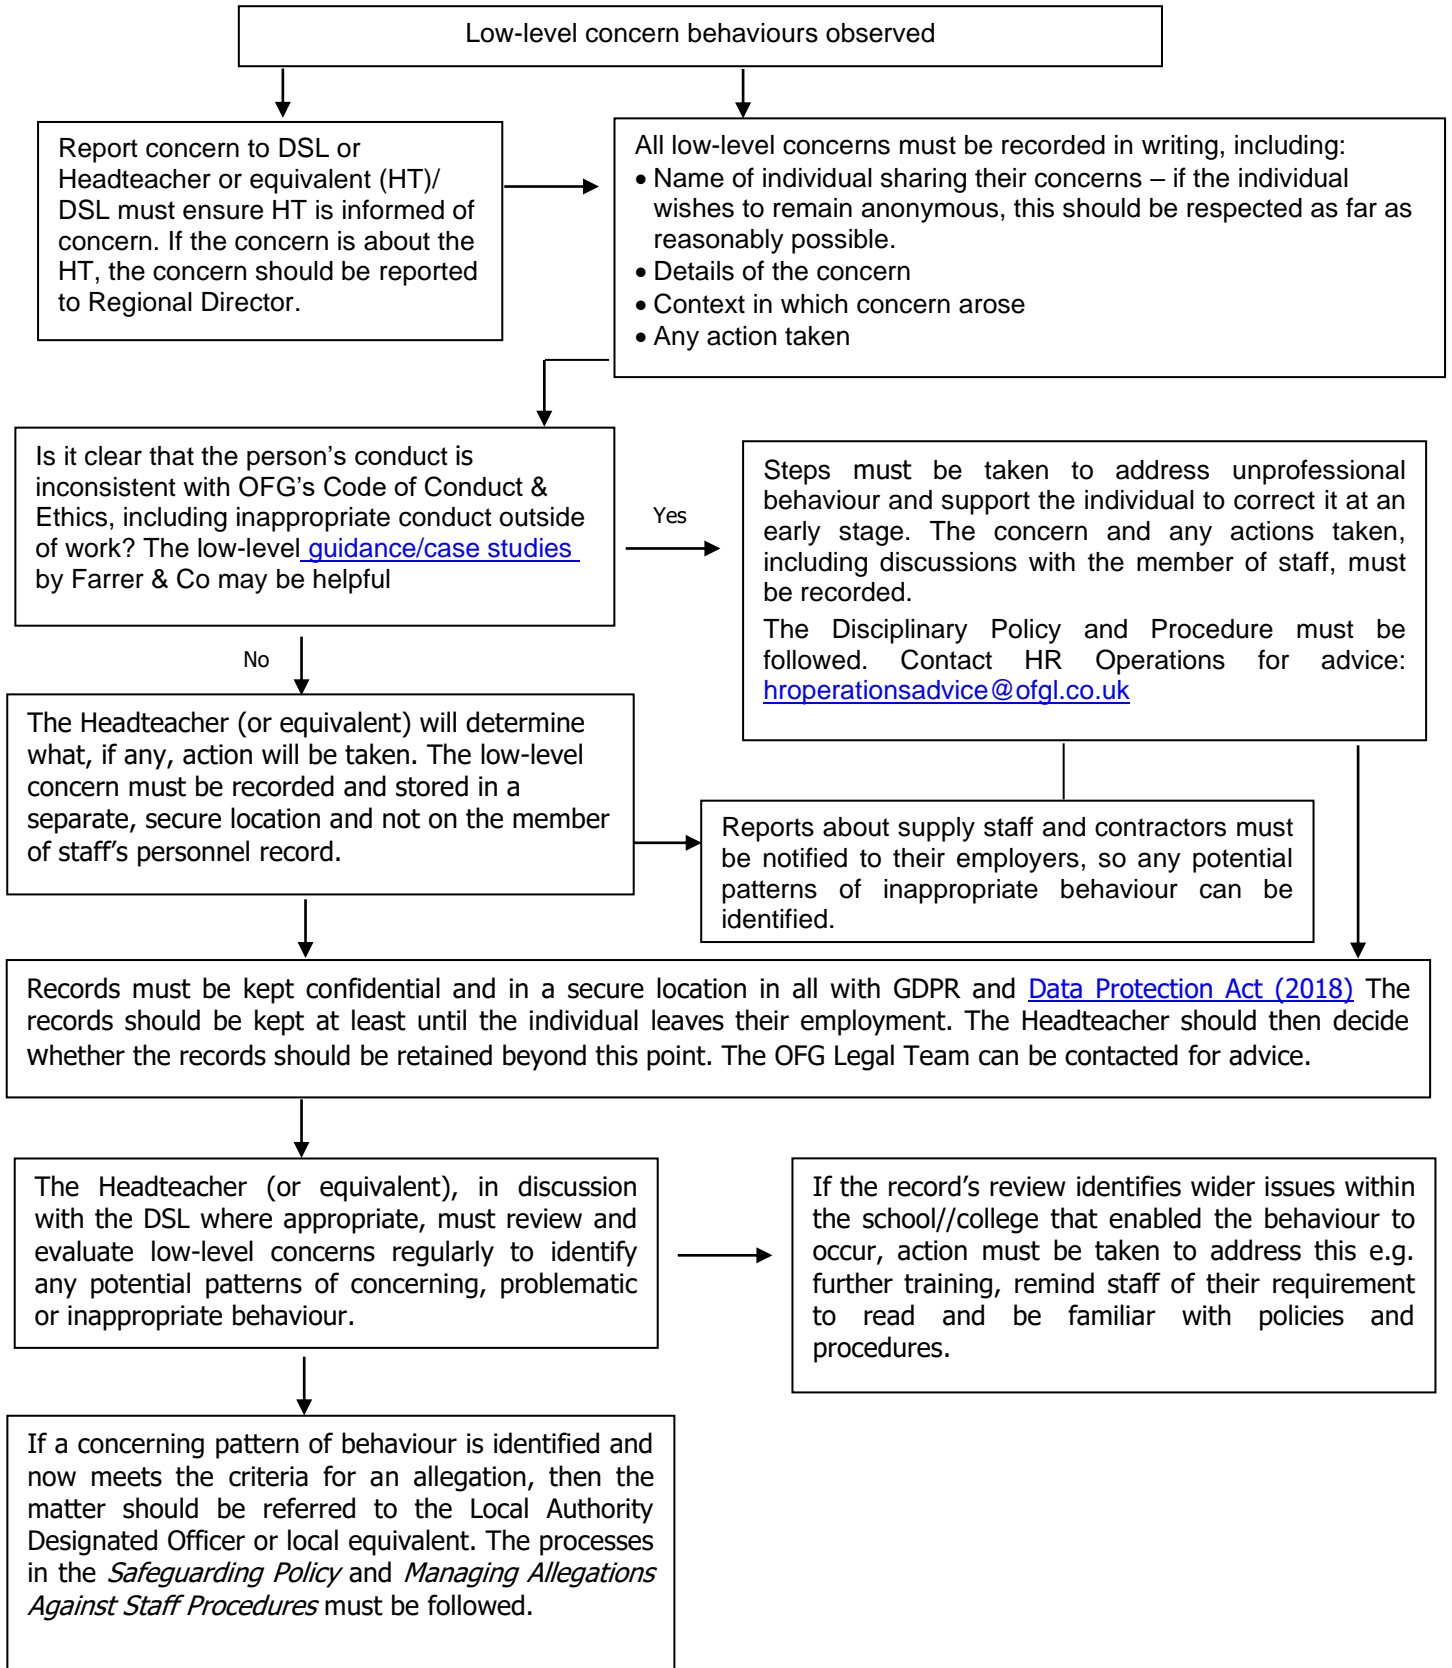 Low-level concern behaviours observed
Report concern to DSL or
Headteacher or equivalent (HT)/
DSL must ensure HT is informed of
concern. If the concern is about the
HT, the concern should be reported
to Regional Director.
All low-level concerns must be recorded in writing, including:
• Name of individual sharing their concerns – if the individual
wishes to remain anonymous, this should be respected as far as
reasonably possible.
• Details of the concern
• Context in which concern arose
• Any action taken
Is it clear that the person's conduct is
inconsistent with OFG's Code of Conduct &
Ethics, including inappropriate conduct outside
of work? The low-level guidance/case studies
by Farrer & Co may be helpful
Yes
Steps must be taken to address unprofessional
behaviour and support the individual to correct it at an
early stage. The concern and any actions taken,
including discussions with the member of staff, must
be recorded.
The Disciplinary Policy and Procedure must be
followed. Contact HR Operations for advice:
hroperationsadvice@ofgl.co.uk
No
The Headteacher (or equivalent) will determine
what, if any, action will be taken. The low-level
concern must be recorded and stored in a
separate, secure location and not on the member
of staff's personnel record.
Reports about supply staff and contractors must
be notified to their employers, so any potential
patterns of inappropriate behaviour can be
identified.
Records must be kept confidential and in a secure location in all with GDPR and Data Protection Act (2018) The
records should be kept at least until the individual leaves their employment. The Headteacher should then decide
whether the records should be retained beyond this point. The OFG Legal Team can be contacted for advice.
The Headteacher (or equivalent), in discussion
with the DSL where appropriate, must review and
evaluate low-level concerns regularly to identify
any potential patterns of concerning, problematic
or inappropriate behaviour.
If the record's review identifies wider issues within
the school//college that enabled the behaviour to
occur, action must be taken to address this e.g.
further training, remind staff of their requirement
to read and be familiar with policies and
procedures.
If a concerning pattern of behaviour is identified and
now meets the criteria for an allegation, then the
matter should be referred to the Local Authority
Designated Officer or local equivalent. The processes
in the Safeguarding Policy and Managing Allegations
Against Staff Procedures must be followed.